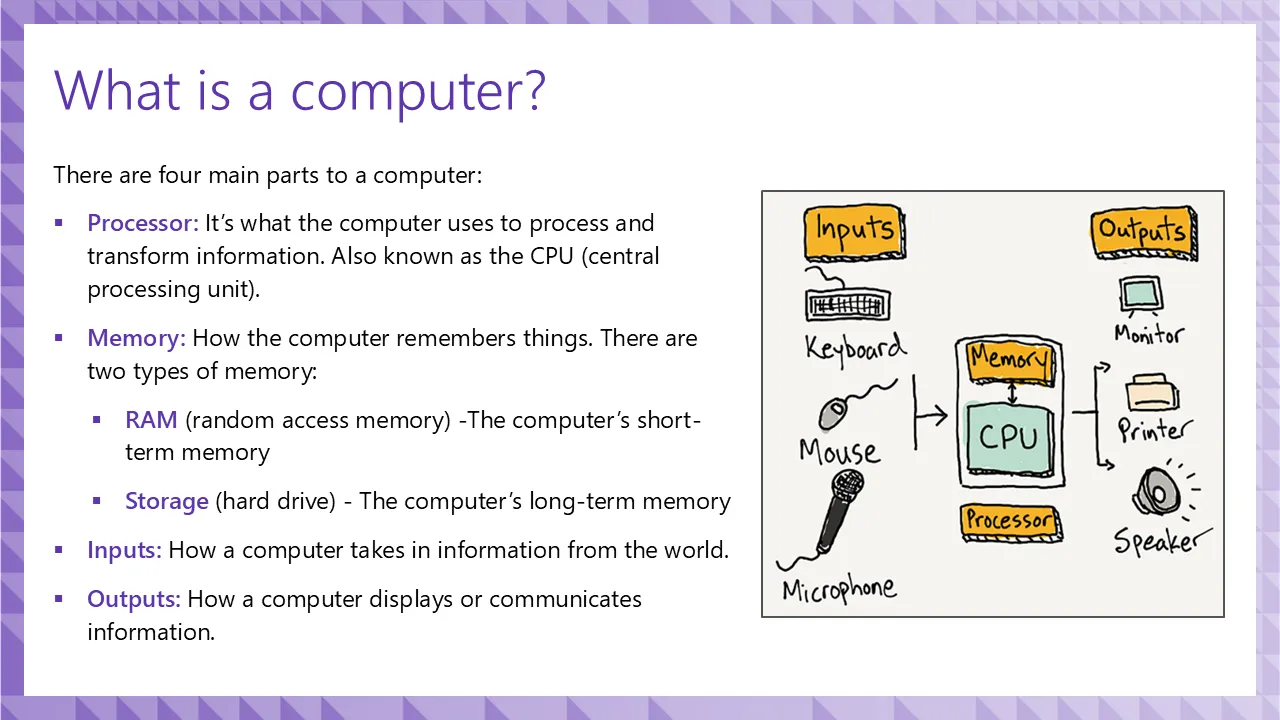 What is a computer?
There are four main parts to a computer:
▪ Processor: It’s what the computer uses to process and
transform information. Also known as the CPU (central
processing unit).
▪ Memory: How the computer remembers things. There are
two types of memory:
▪ RAM (random access memory) -The computer’s short-
term memory
▪ Storage (hard drive) - The computer’s long-term memory
▪ Inputs: How a computer takes in information from the world.
▪ Outputs: How a computer displays or communicates
information.
Inputs
Keyboard
Mouse
Microphone
Memory
CPU
Processor
Outputs
Monitor
Printer
Speaker